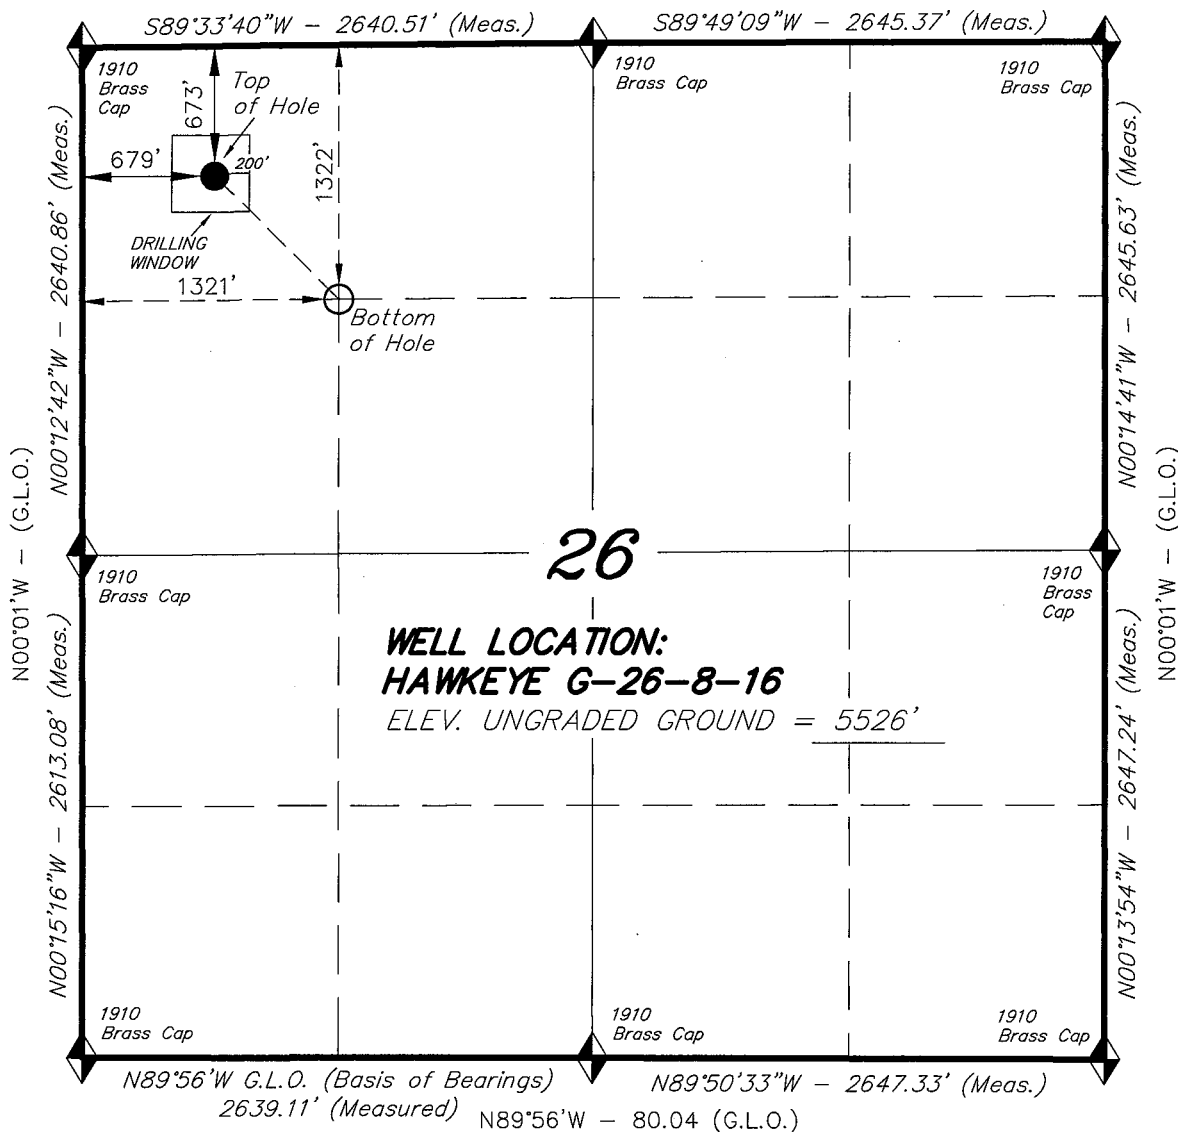 S89°33'40"W - 2640.51' (Meas.)
S89°49'09"W - 2645.37' (Meas.)
1910
Brass
Cap
673'
Top
of Hole
1910
Brass Cap
1910
Brass Cap
679'
200'
1322'
DRILLING
WINDOW
1321'
Bottom
of Hole
N00°12'42"W - 2640.86' (Meas.)
N00°14'41"W - 2645.63' (Meas.)
N00°01'W - (G.L.O.)
N00°01'W - (G.L.O.)
26
1910
Brass Cap
1910
Brass
Cap
WELL LOCATION:
HAWKEYE G-26-8-16
ELEV. UNGRADED GROUND = 5526'
N00°15'16"W - 2613.08' (Meas.)
N00°13'54"W - 2647.24' (Meas.)
1910
Brass Cap
1910
Brass Cap
1910
Brass Cap
N89°56'W G.L.O. (Basis of Bearings)
2639.11' (Measured)
N89°50'33"W - 2647.33' (Meas.)
N89°56'W - 80.04 (G.L.O.)